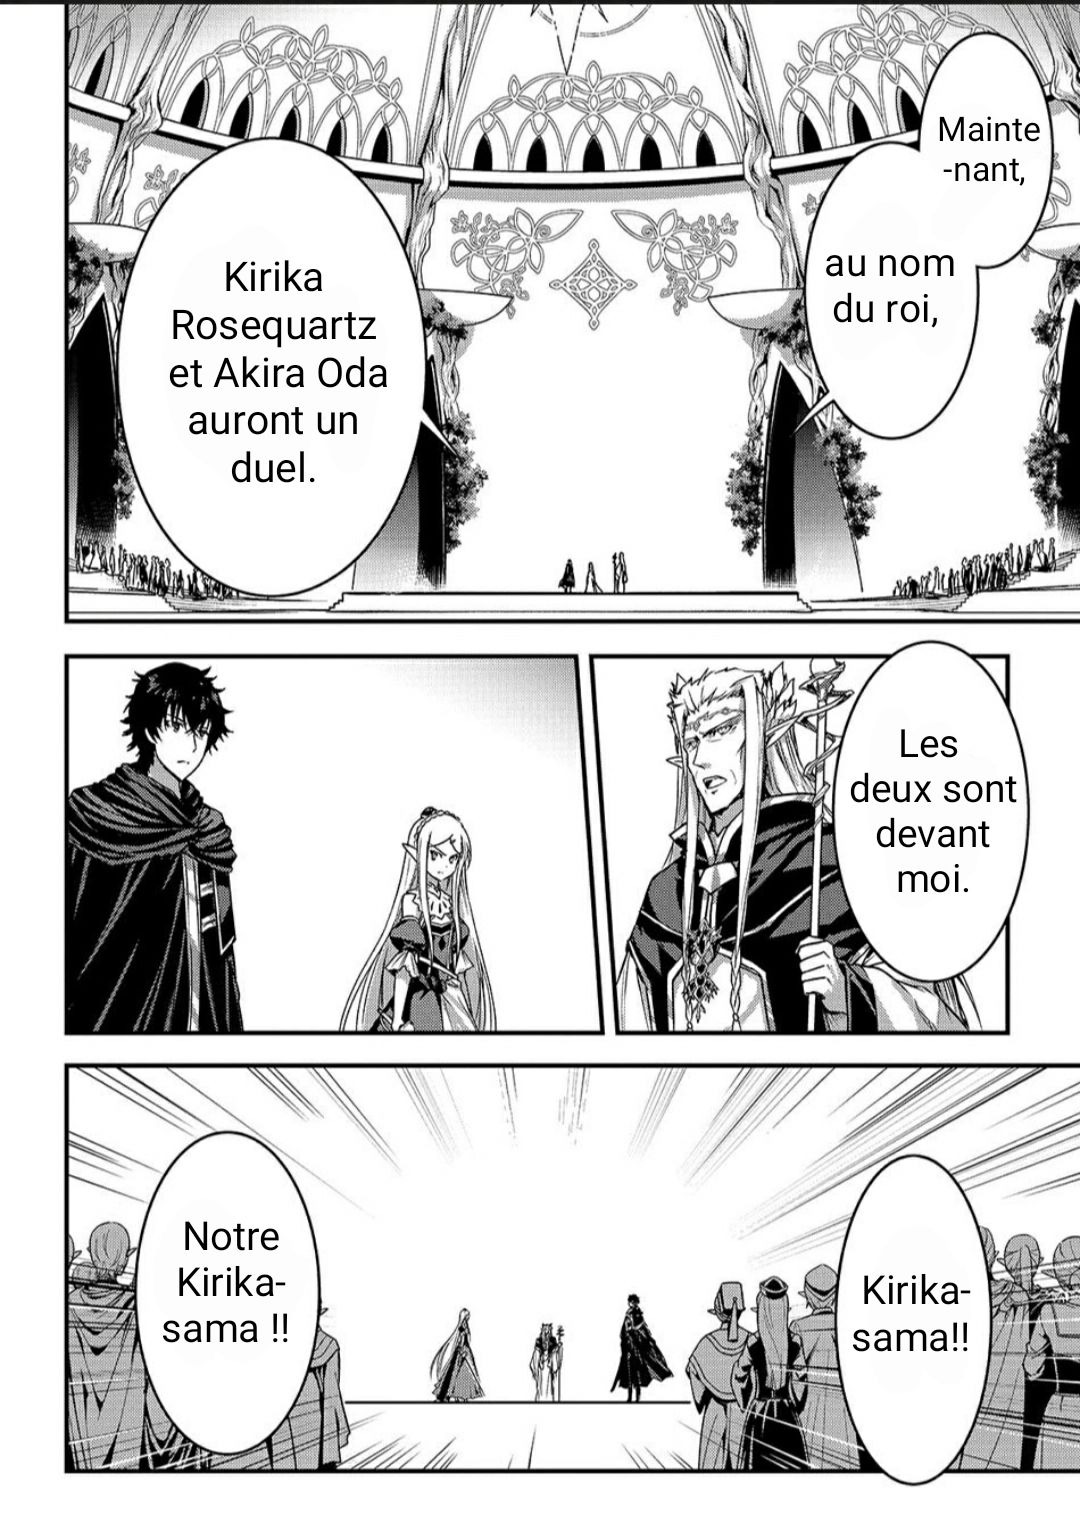 Mainte
-nant,
au nom
du roi,
Kirika
Rosequartz
et Akira Oda
auront un
duel.
Les
deux sont
devant
moi.
Kirika-
sama!!
Notre
Kirika-
sama !!